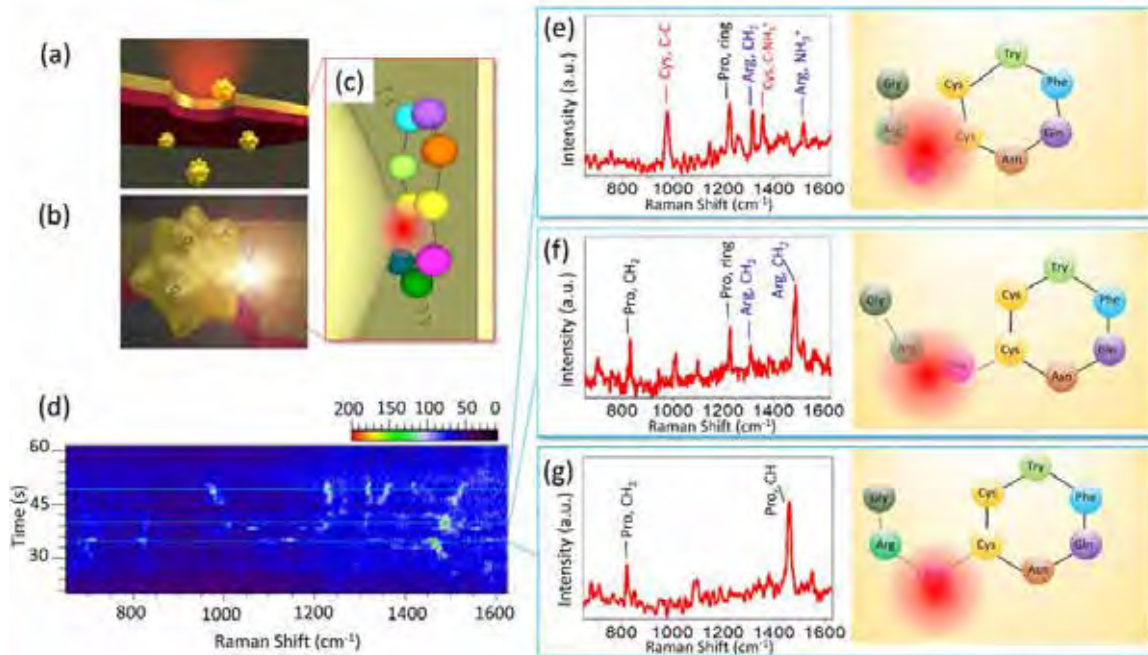 (a)
(b)
(c)
(d)
200 150 100 50 0
60
45
30
Time (s)
800 1000 1200 1400 1600
Raman Shift (cm⁻¹)
(e)
Cys, C-C
Pro, ring
Arg, CH₂
Cys, C-NH₃⁺
Arg, NH₃⁺
Intensity (a.u.)
800 1000 1200 1400 1600
Raman Shift (cm⁻¹)
Gly
Arg
Cys
Cys
Try
Phe
Gln
Asn
(f)
Pro, CH₂
Pro, ring
Arg, CH₂
Arg, CH₂
Intensity (a.u.)
800 1000 1200 1400 1600
Raman Shift (cm⁻¹)
Gly
Arg
Cys
Cys
Try
Phe
Gln
Asn
(g)
Pro, CH₂
Pro, CH
Intensity (a.u.)
800 1000 1200 1400 1600
Raman Shift (cm⁻¹)
Gly
Arg
Cys
Cys
Try
Phe
Gln
Asn